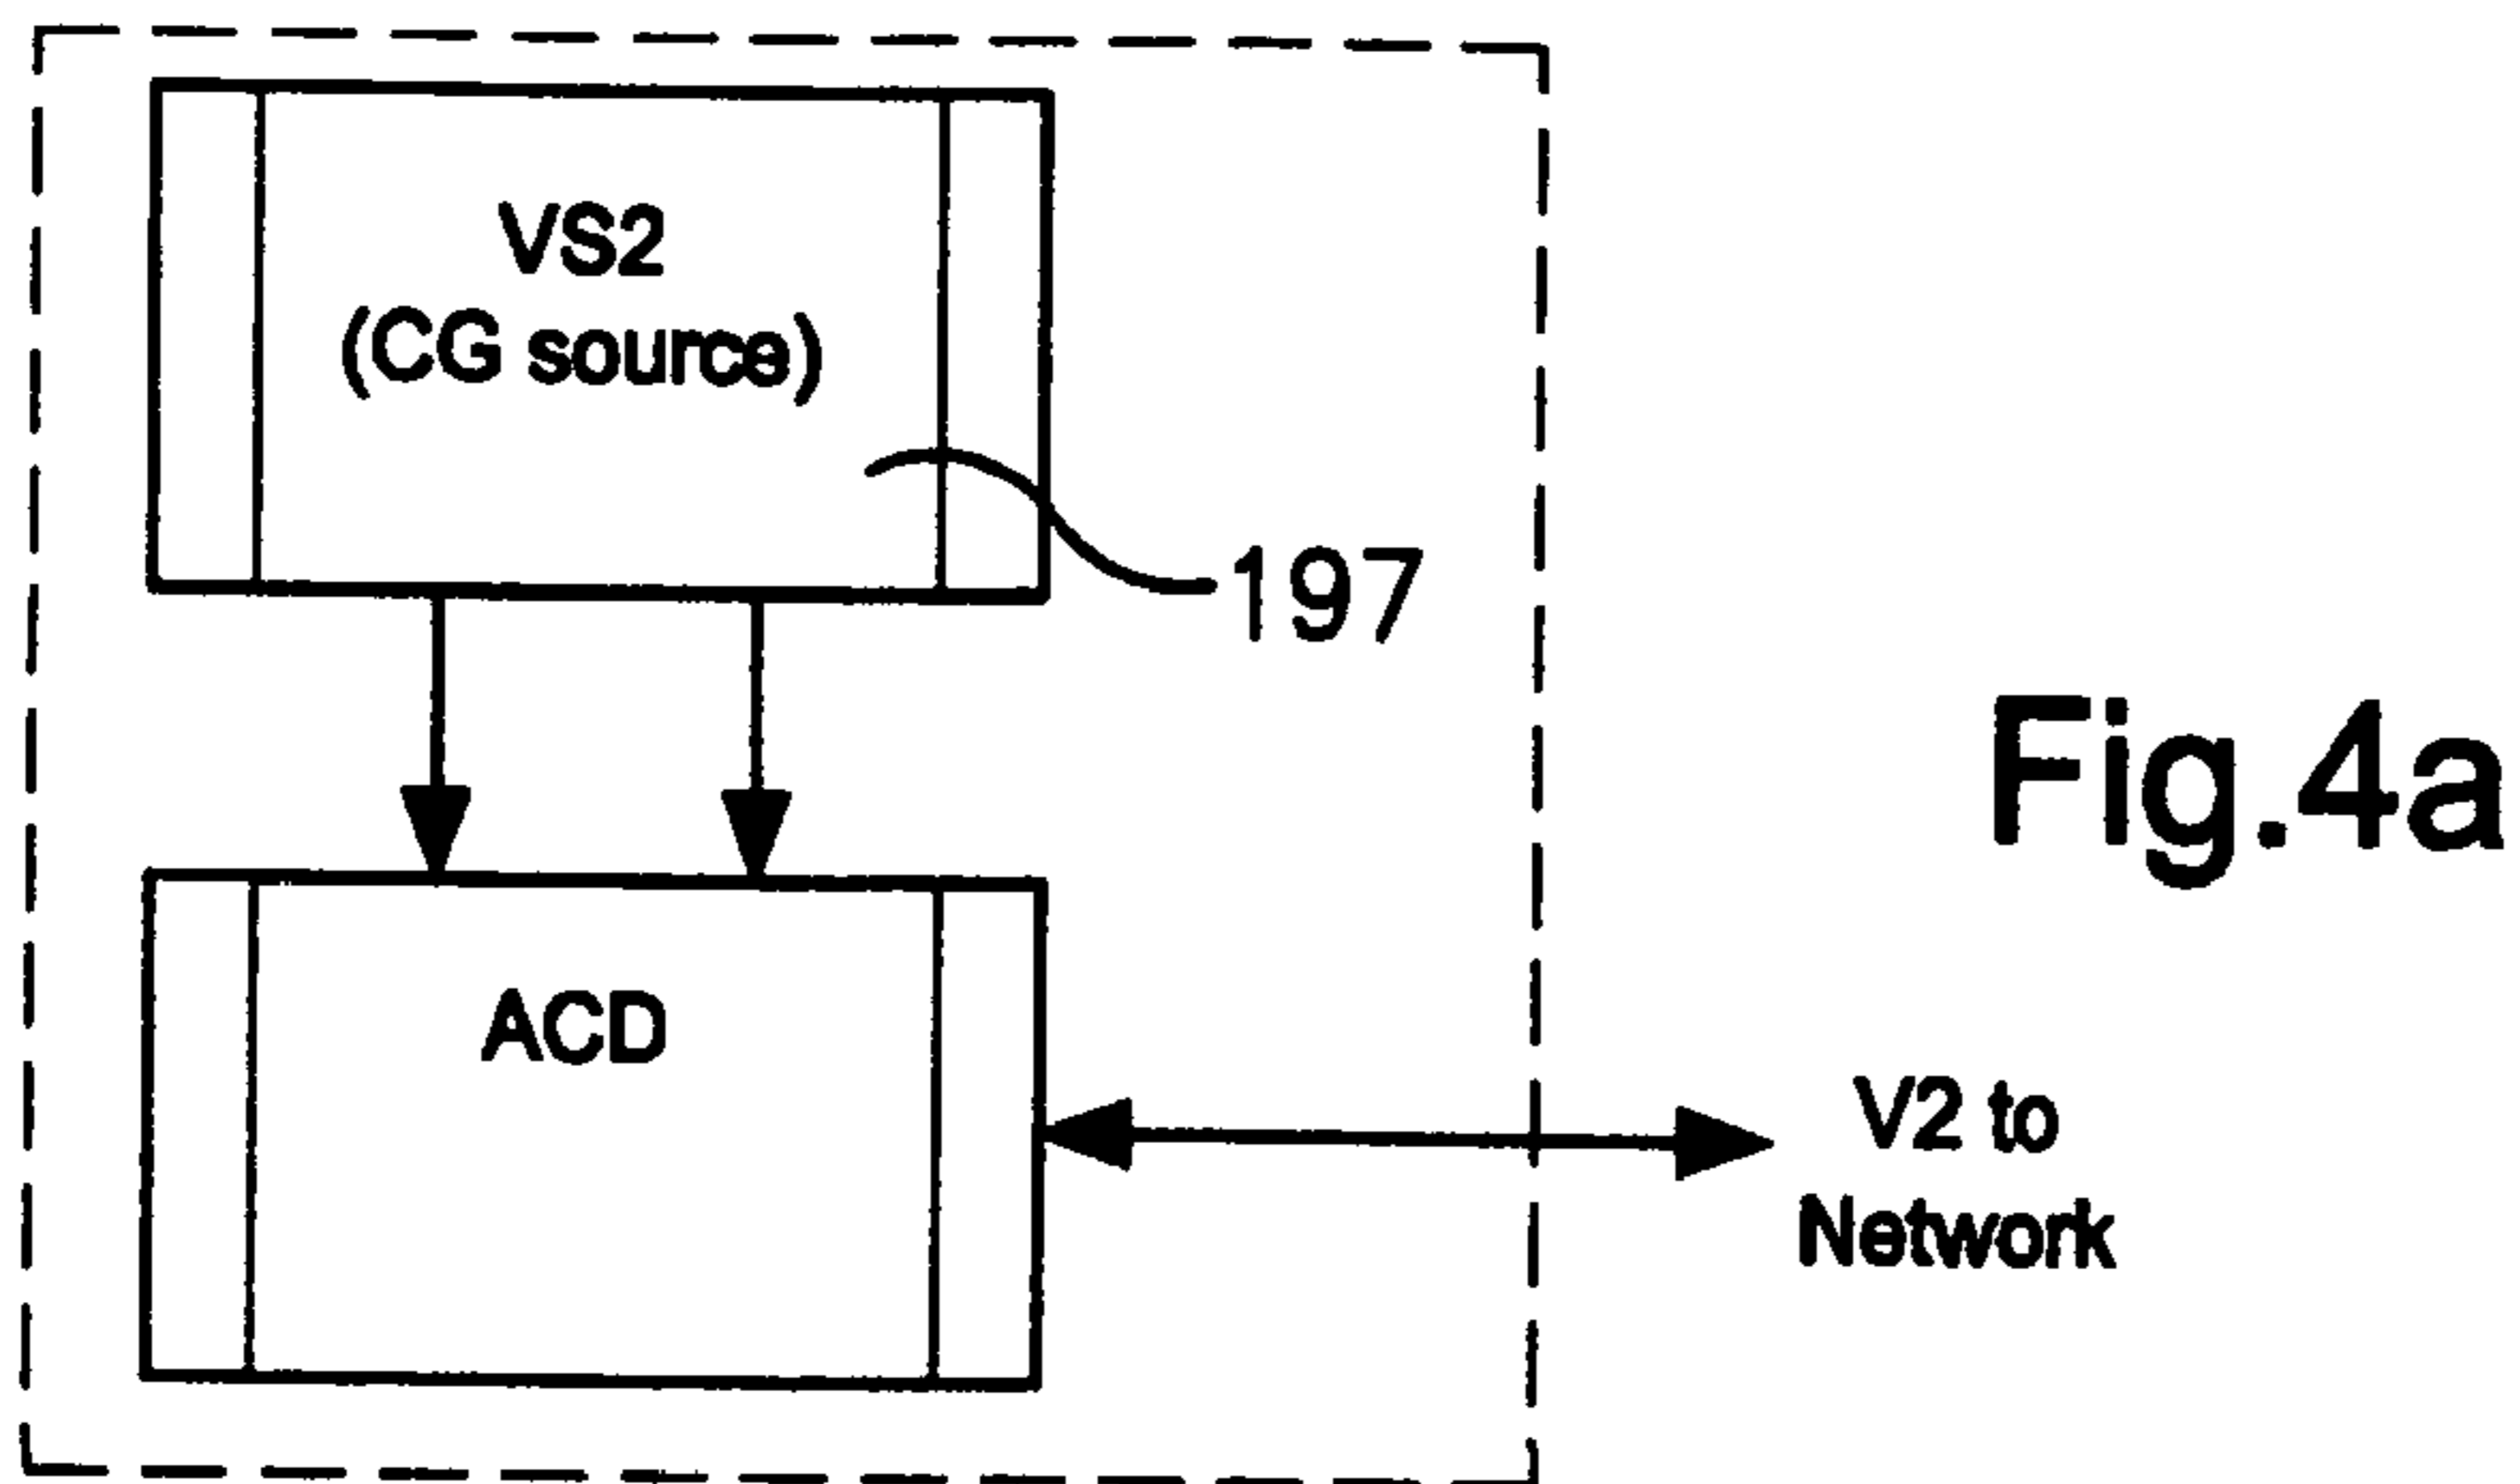 VS2
(CG source)
197
Fig.4a
ACD
V2 to
Network